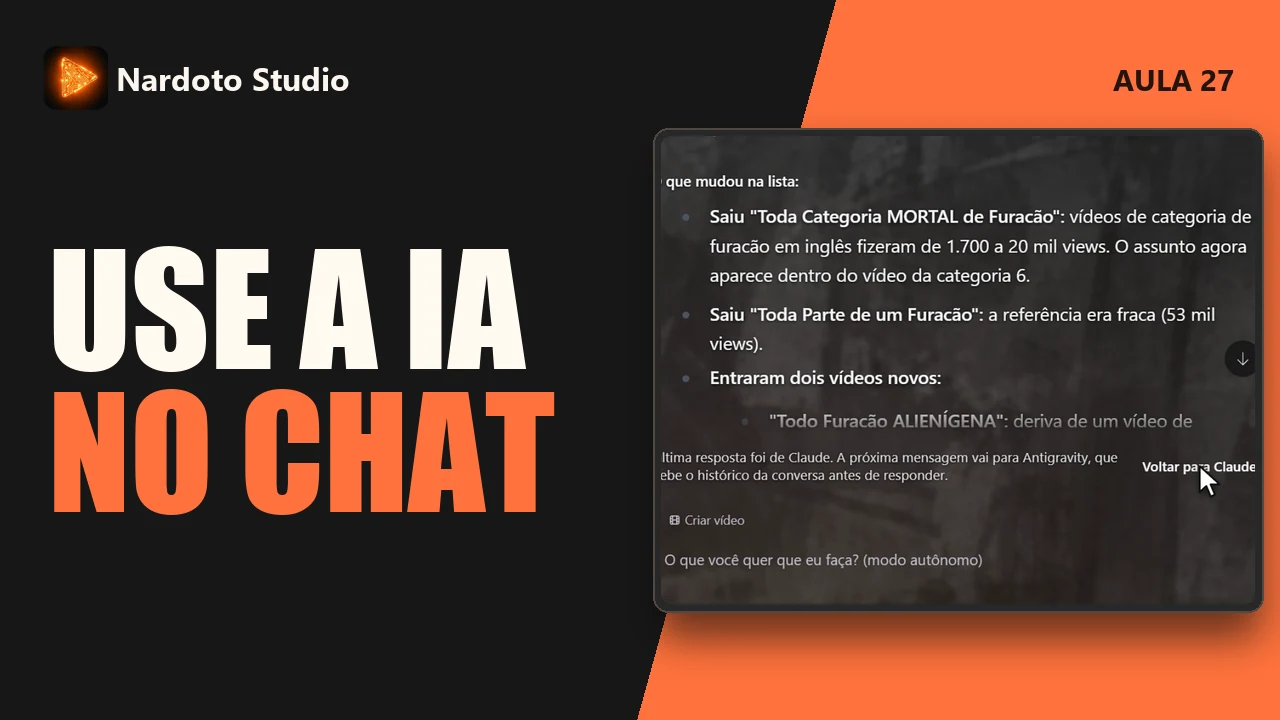 Nardoto Studio
AULA 27
USE A IA
NO CHAT
que mudou na lista:
Saiu "Toda Categoria MORTAL de Furacão": vídeos de categoria de
furacão em inglês fizeram de 1.700 a 20 mil views. O assunto agora
aparece dentro do vídeo da categoria 6.
Saiu "Toda Parte de um Furacão": a referência era fraca (53 mil
views).
Entraram dois vídeos novos:
"Todo Furacão ALIENÍGENA": deriva de um vídeo de
ltima resposta foi de Claude. A próxima mensagem vai para Antigravity, que
ebe o histórico da conversa antes de responder.
Voltar para Claude
Criar vídeo
O que você quer que eu faça? (modo autônomo)